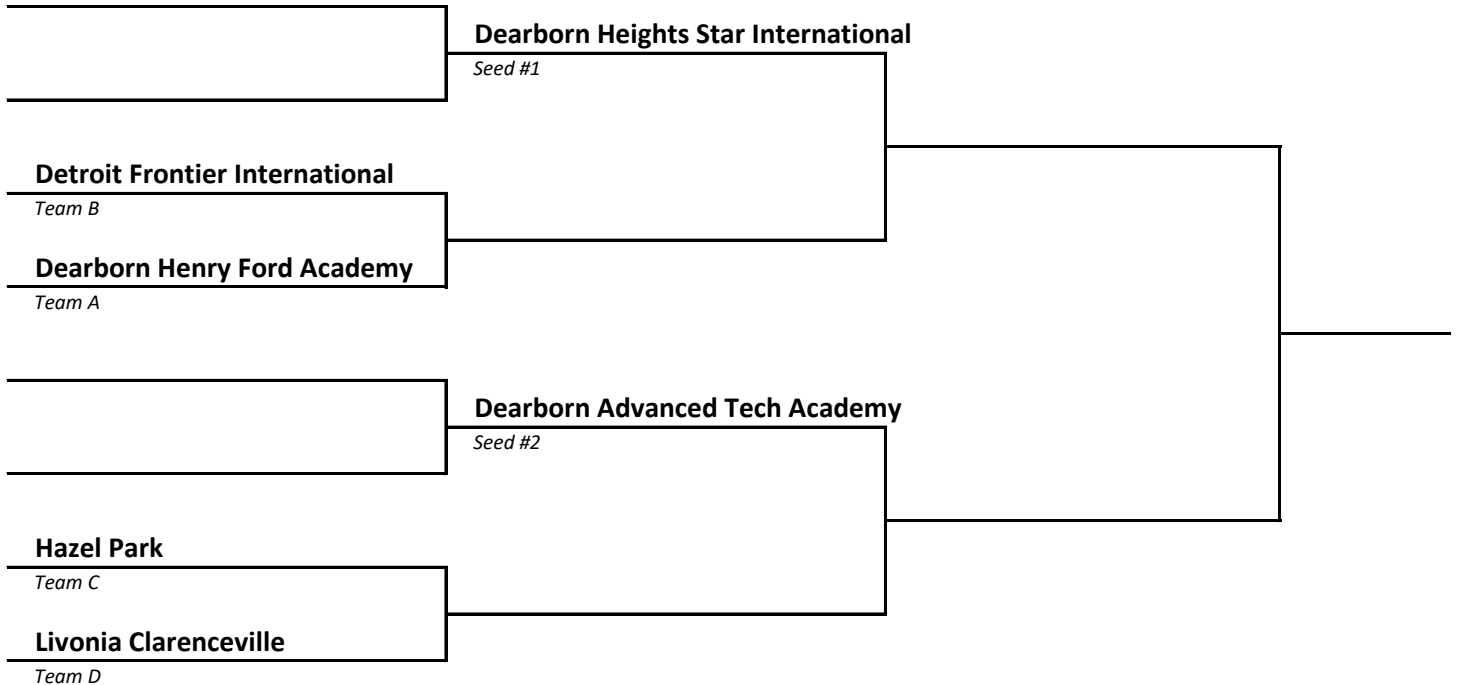 Dearborn Heights Star International
Seed #1
Detroit Frontier International
Team B
Dearborn Henry Ford Academy
Team A
Dearborn Advanced Tech Academy
Seed #2
Hazel Park
Team C
Livonia Clarenceville
Team D